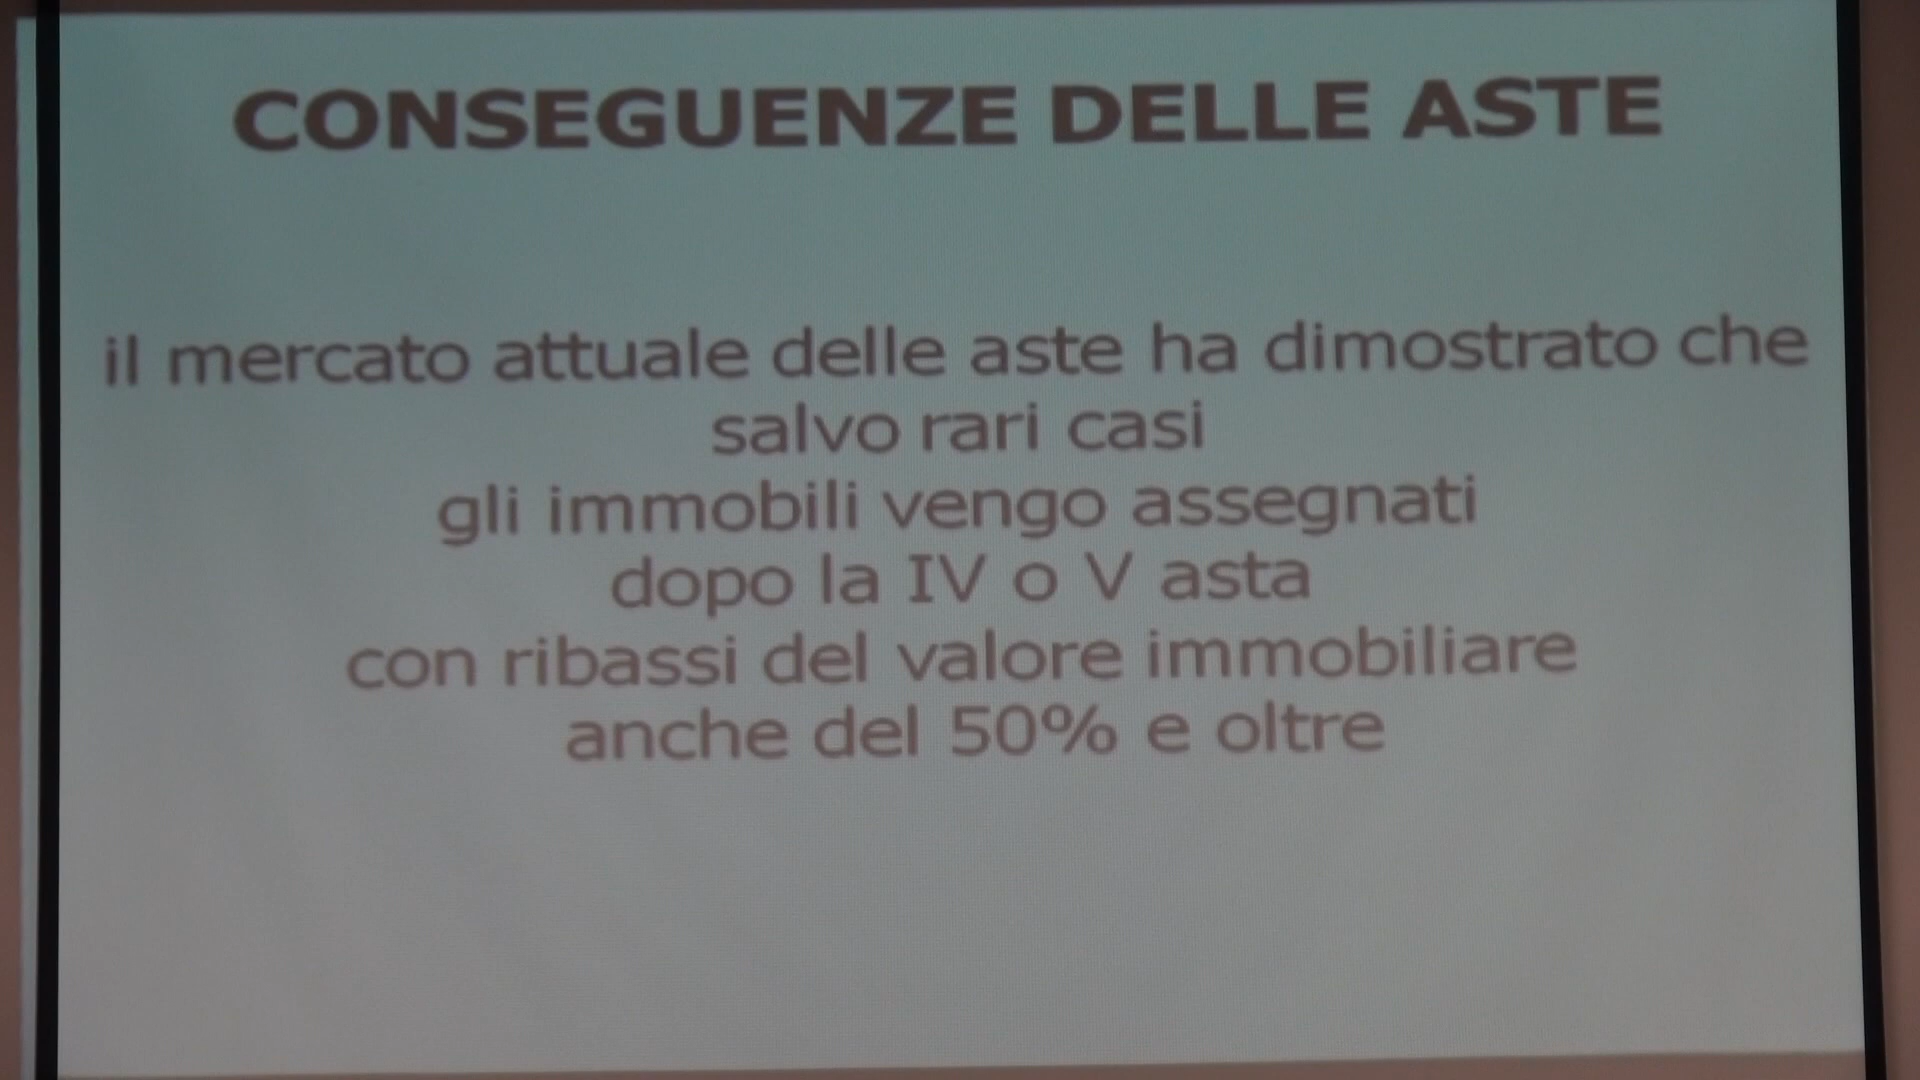 CONSEGUENZE DELLE ASTE
il mercato attuale delle aste ha dimostrato che
salvo rari casi
gli immobili vengo assegnati
dopo la IV o V asta
con ribassi del valore immobiliare
anche del 50% e oltre